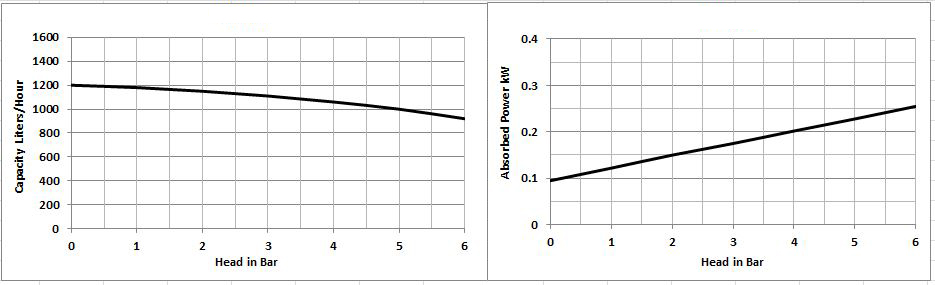 Capacity Liters/Hour
1600
1400
1200
1000
800
600
400
200
0
0 1 2 3 4 5 6
Head in Bar
Absorbed Power kW
0.4
0.3
0.2
0.1
0
0 1 2 3 4 5 6
Head in Bar